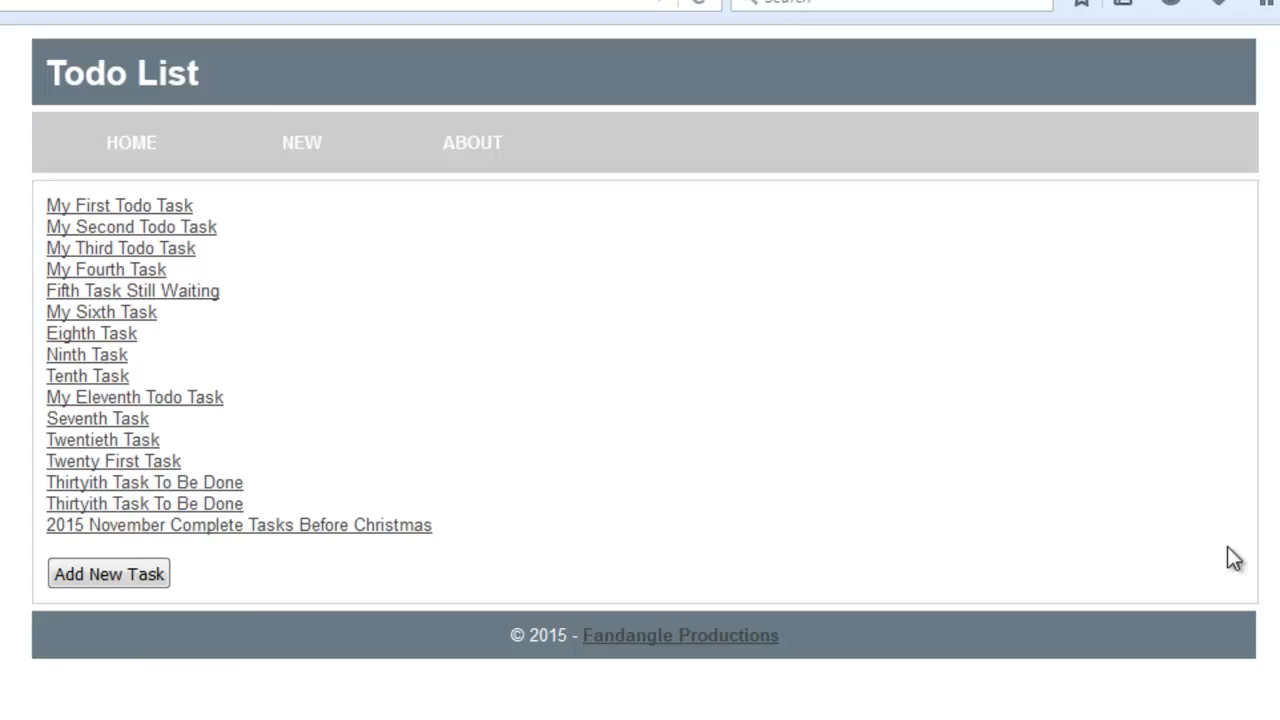 Search
Todo List
HOME NEW ABOUT
My First Todo Task
My Second Todo Task
My Third Todo Task
My Fourth Task
Fifth Task Still Waiting
My Sixth Task
Eighth Task
Ninth Task
Tenth Task
My Eleventh Todo Task
Seventh Task
Twentieth Task
Twenty First Task
Thirtyith Task To Be Done
Thirtyith Task To Be Done
2015 November Complete Tasks Before Christmas
Add New Task
© 2015 - Fandangle Productions